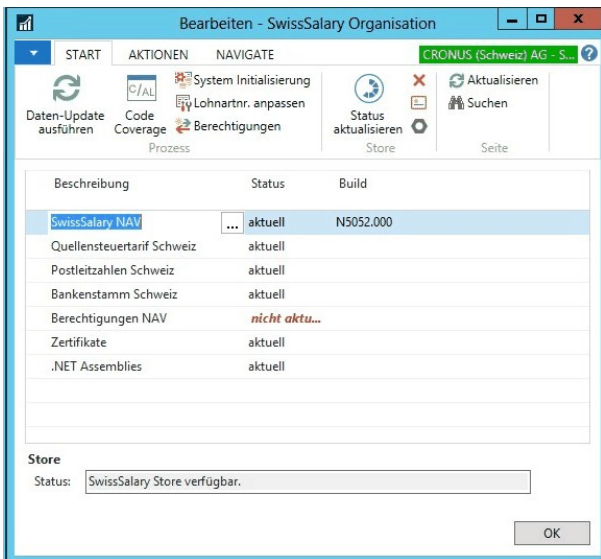 Bearbeiten - SwissSalary Organisation
START AKTIONEN NAVIGATE CRONUS (Schweiz) AG - S...
Daten-Update ausführen
C/AL
Code Coverage
System Initialisierung
Lohnartnr. anpassen
Berechtigungen
Status aktualisieren
Aktualisieren
Suchen
Prozess Store Seite
Beschreibung Status Build
SwissSalary NAV ... aktuell N5052.000
Quellensteuertarif Schweiz aktuell
Postleitzahlen Schweiz aktuell
Bankenstamm Schweiz aktuell
Berechtigungen NAV nicht aktu...
Zertifikate aktuell
.NET Assemblies aktuell
Store
Status: SwissSalary Store verfügbar.
OK